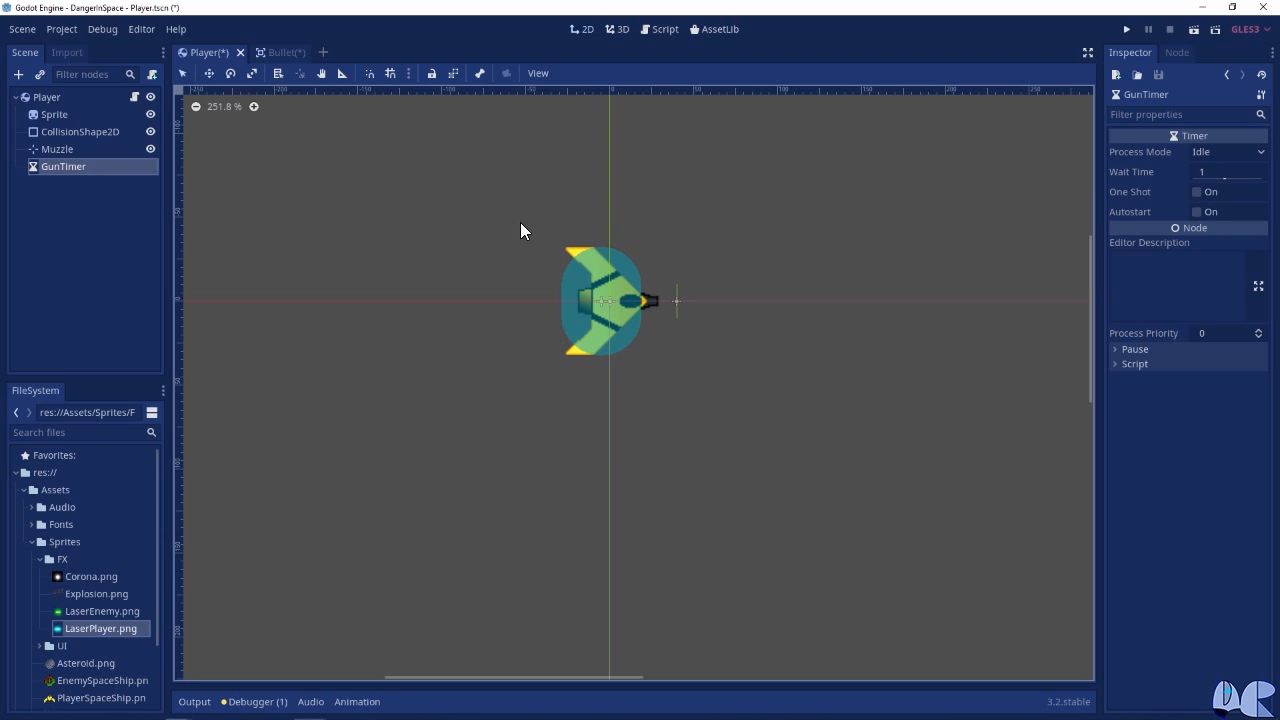 Godot Engine - DangerInSpace - Player.tscn (*)
Scene Project Debug Editor Help
2D 3D Script AssetLib
GLES3
Scene Import
Player(*) Bullet(*)
Inspector Node
Filter nodes
View
Player
Sprite
CollisionShape2D
Muzzle
GunTimer
251.8 %
GunTimer
Filter properties
Timer
Process Mode Idle
Wait Time 1
One Shot On
Autostart On
Node
Editor Description
Process Priority 0
Pause
Script
FileSystem
res://Assets/Sprites/F
Search files
Favorites:
res://
Assets
Audio
Fonts
Sprites
FX
Corona.png
Explosion.png
LaserEnemy.png
LaserPlayer.png
UI
Asteroid.png
EnemySpaceShip.pn
PlayerSpaceShip.pn
Output Debugger (1) Audio Animation
3.2.stable